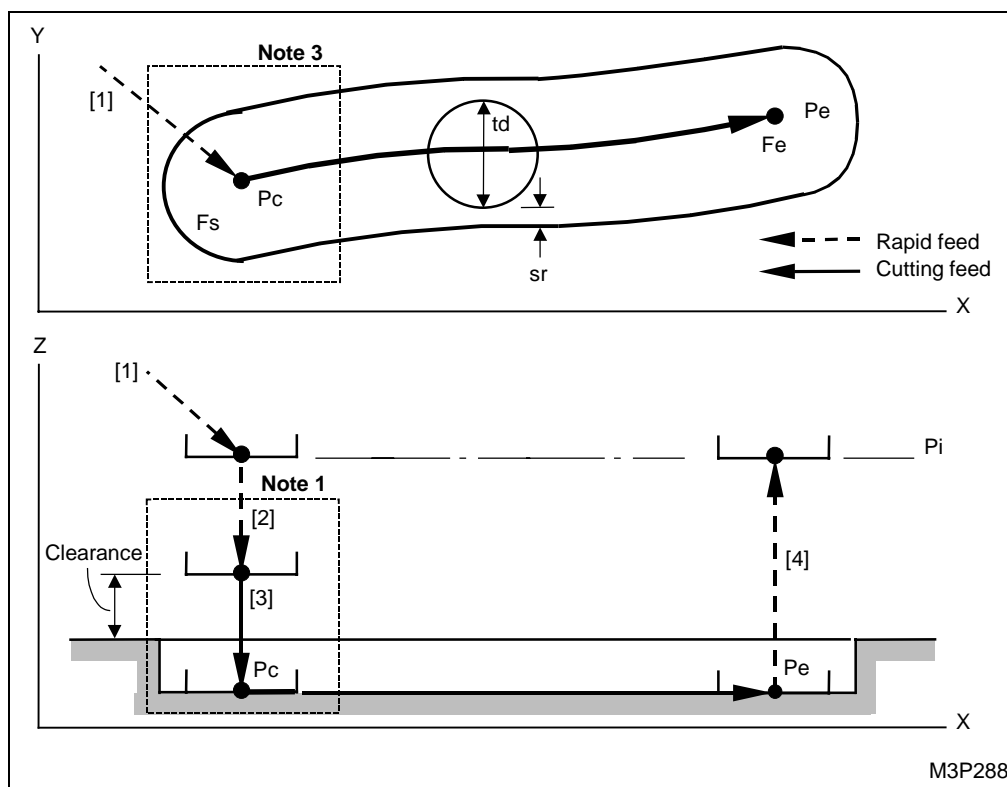 Y
Note 3
[1]
td
Pe
Fe
Pc
Fs
sr
Rapid feed
Cutting feed
X
Z
[1]
Pi
Note 1
[2]
Clearance
[3]
[4]
Pc
Pe
X
M3P288